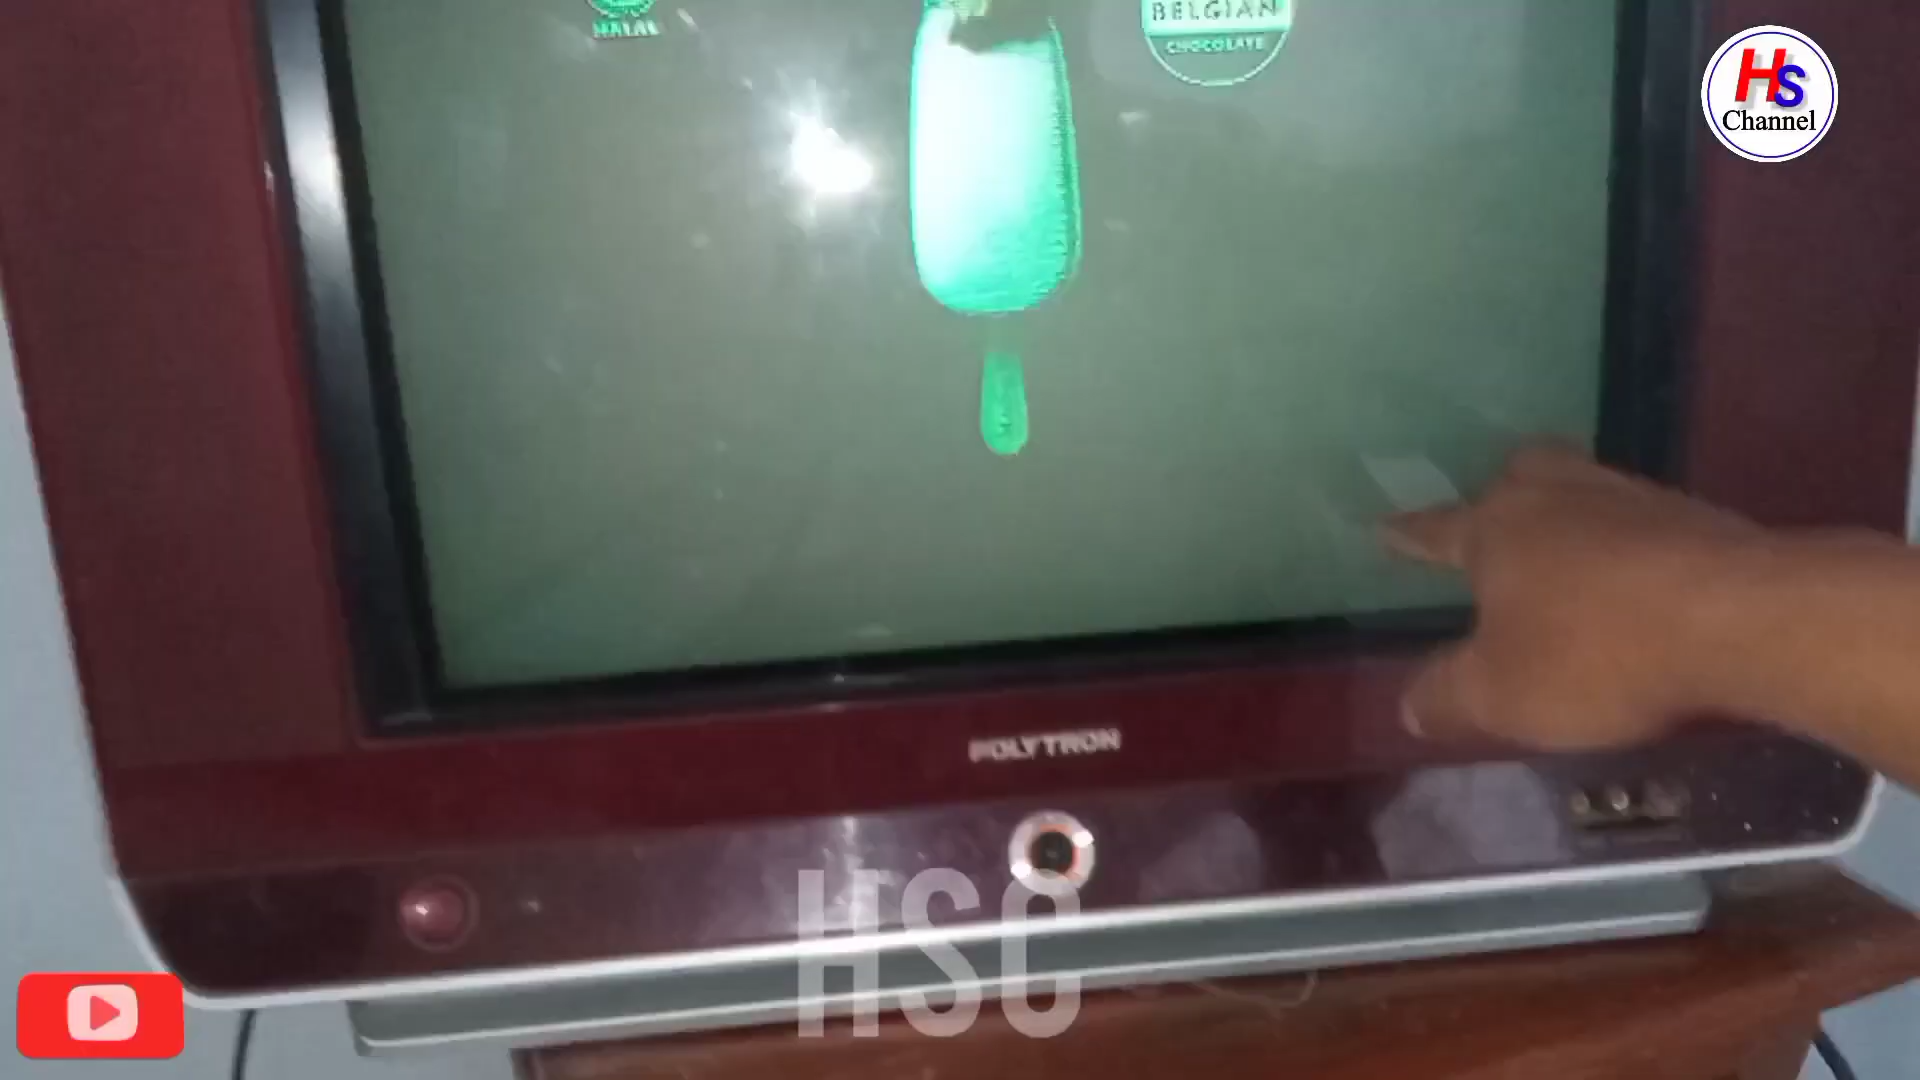 HALAL
BELGIAN
CHOCOLATE
HS
Channel
POLYTRON
HSC